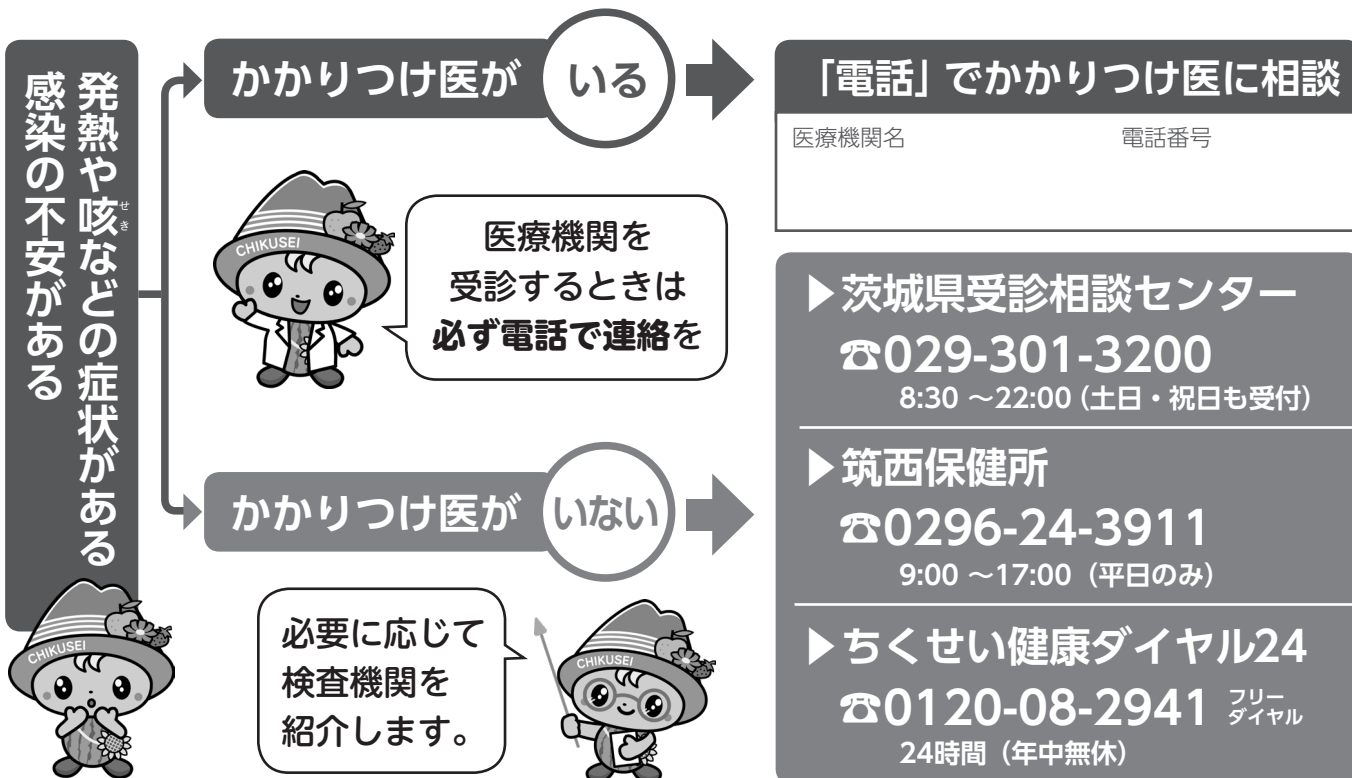 発熱や咳などの症状がある
せき
感染の不安がある
かかりつけ医が いる
「電話」でかかりつけ医に相談
医療機関名 電話番号
CHIKUSEI
医療機関を
受診するときは
必ず電話で連絡を
かかりつけ医が いない
▶茨城県受診相談センター
☎029-301-3200
8:30 ～22:00（土日・祝日も受付）
▶筑西保健所
☎0296-24-3911
9:00 ～17:00（平日のみ）
▶ちくせい健康ダイヤル24
☎0120-08-2941 フリー
ダイヤル
24時間（年中無休）
CHIKUSEI
必要に応じて
検査機関を
紹介します。
CHIKUSEI